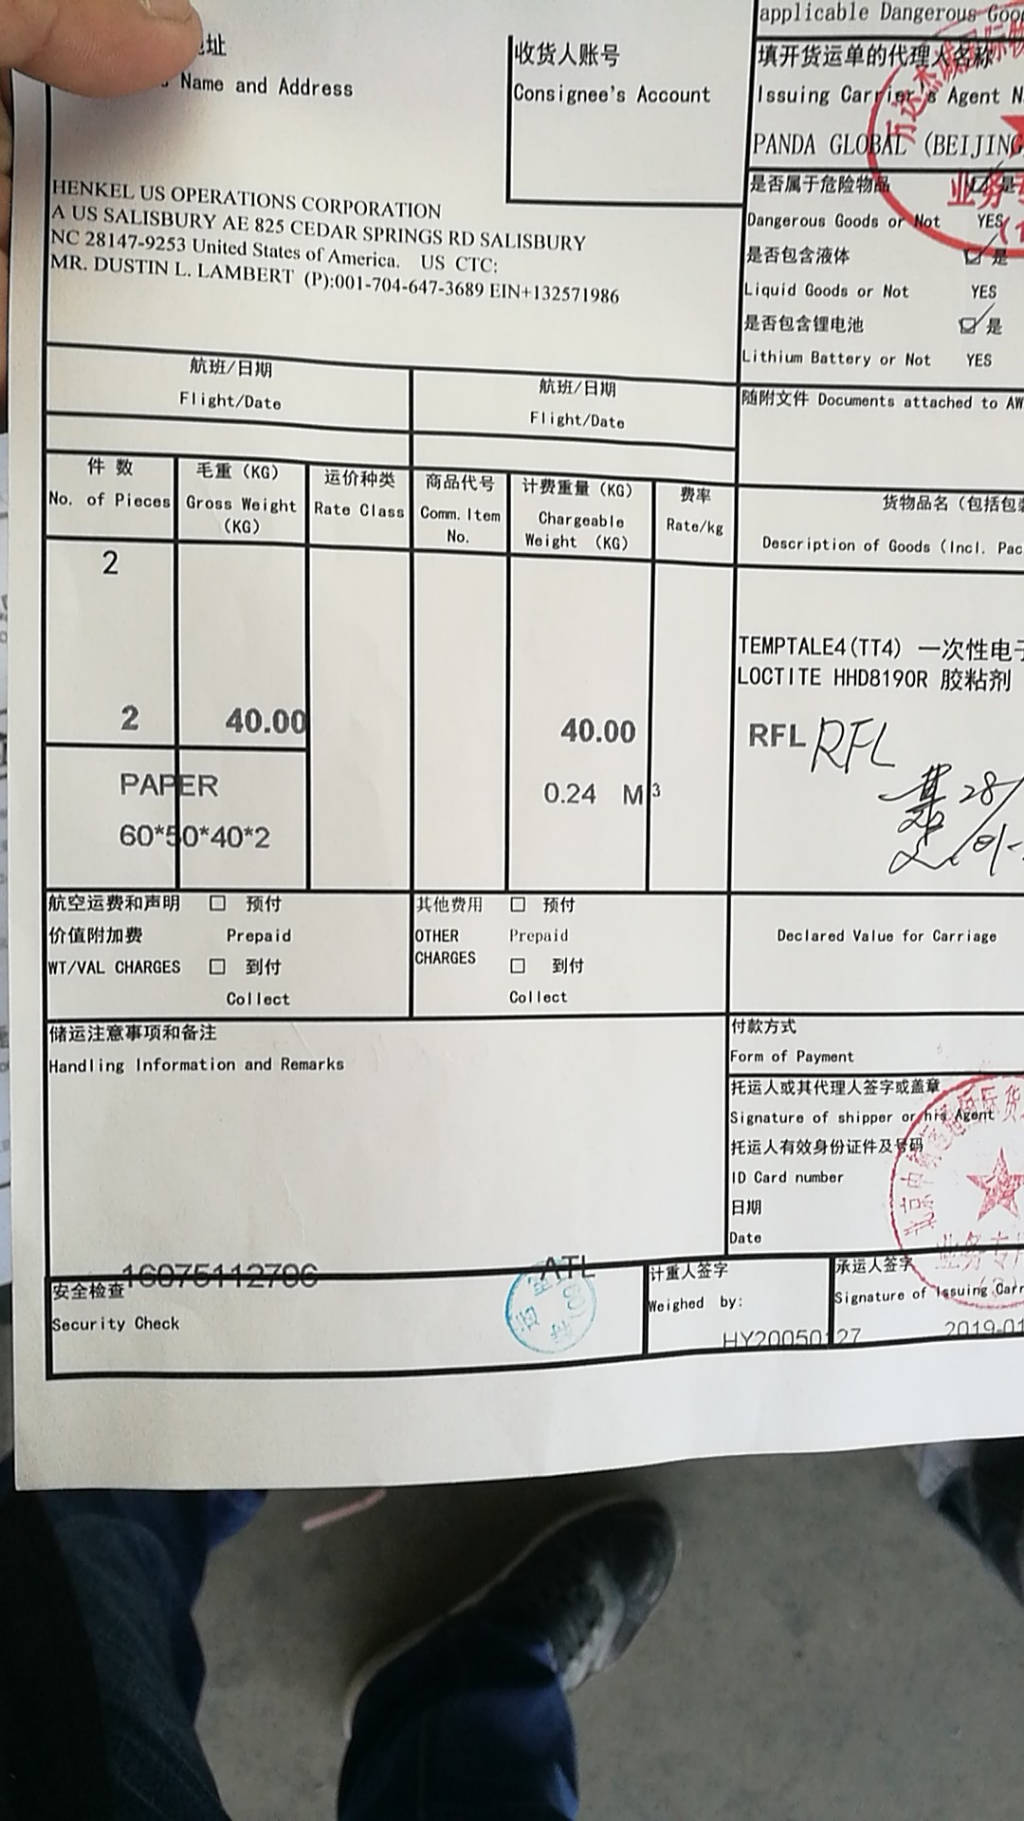 applicable Dangerous Goo
址
Name and Address
收货人账号
Consignee's Account
填开货运单的代理人名称
Issuing Carrier's Agent N
PANDA GLOBAL (BEIJING
HENKEL US OPERATIONS CORPORATION
A US SALISBURY AE 825 CEDAR SPRINGS RD SALISBURY
NC 28147-9253 United States of America. US CTC:
MR. DUSTIN L. LAMBERT (P):001-704-647-3689 EIN+132571986
是否属于危险物品 是
Dangerous Goods or Not YES
是否包含液体 是
Liquid Goods or Not YES
是否包含锂电池 是
Lithium Battery or Not YES
业务专
航班/日期
Flight/Date
航班/日期
Flight/Date
随附文件 Documents attached to AW
件 数
No. of Pieces
毛重 (KG)
Gross Weight
(KG)
运价种类
Rate Class
商品代号
Comm. Item
No.
计费重量 (KG)
Chargeable
Weight (KG)
费率
Rate/kg
货物品名 (包括包装
Description of Goods (Incl. Pac
2
TEMPTALE4(TT4) 一次性电子
LOCTITE HHD8190R 胶粘剂
2 40.00 40.00
RFL RFL
PAPER
0.24 M3
60*50*40*2
28/
航空运费和声明 □ 预付
价值附加费 Prepaid
WT/VAL CHARGES □ 到付
Collect
其他费用 □ 预付
OTHER Prepaid
CHARGES
□ 到付
Collect
Declared Value for Carriage
储运注意事项和备注
Handling Information and Remarks
付款方式
Form of Payment
托运人或其代理人签字或盖章
Signature of shipper or his Agent
托运人有效身份证件及号码
ID Card number
日期
Date
16075112706 ATL
安全检查
Security Check
计重人签字
Weighed by:
HY20050127
承运人签字
Signature of Issuing Carr
2019-01